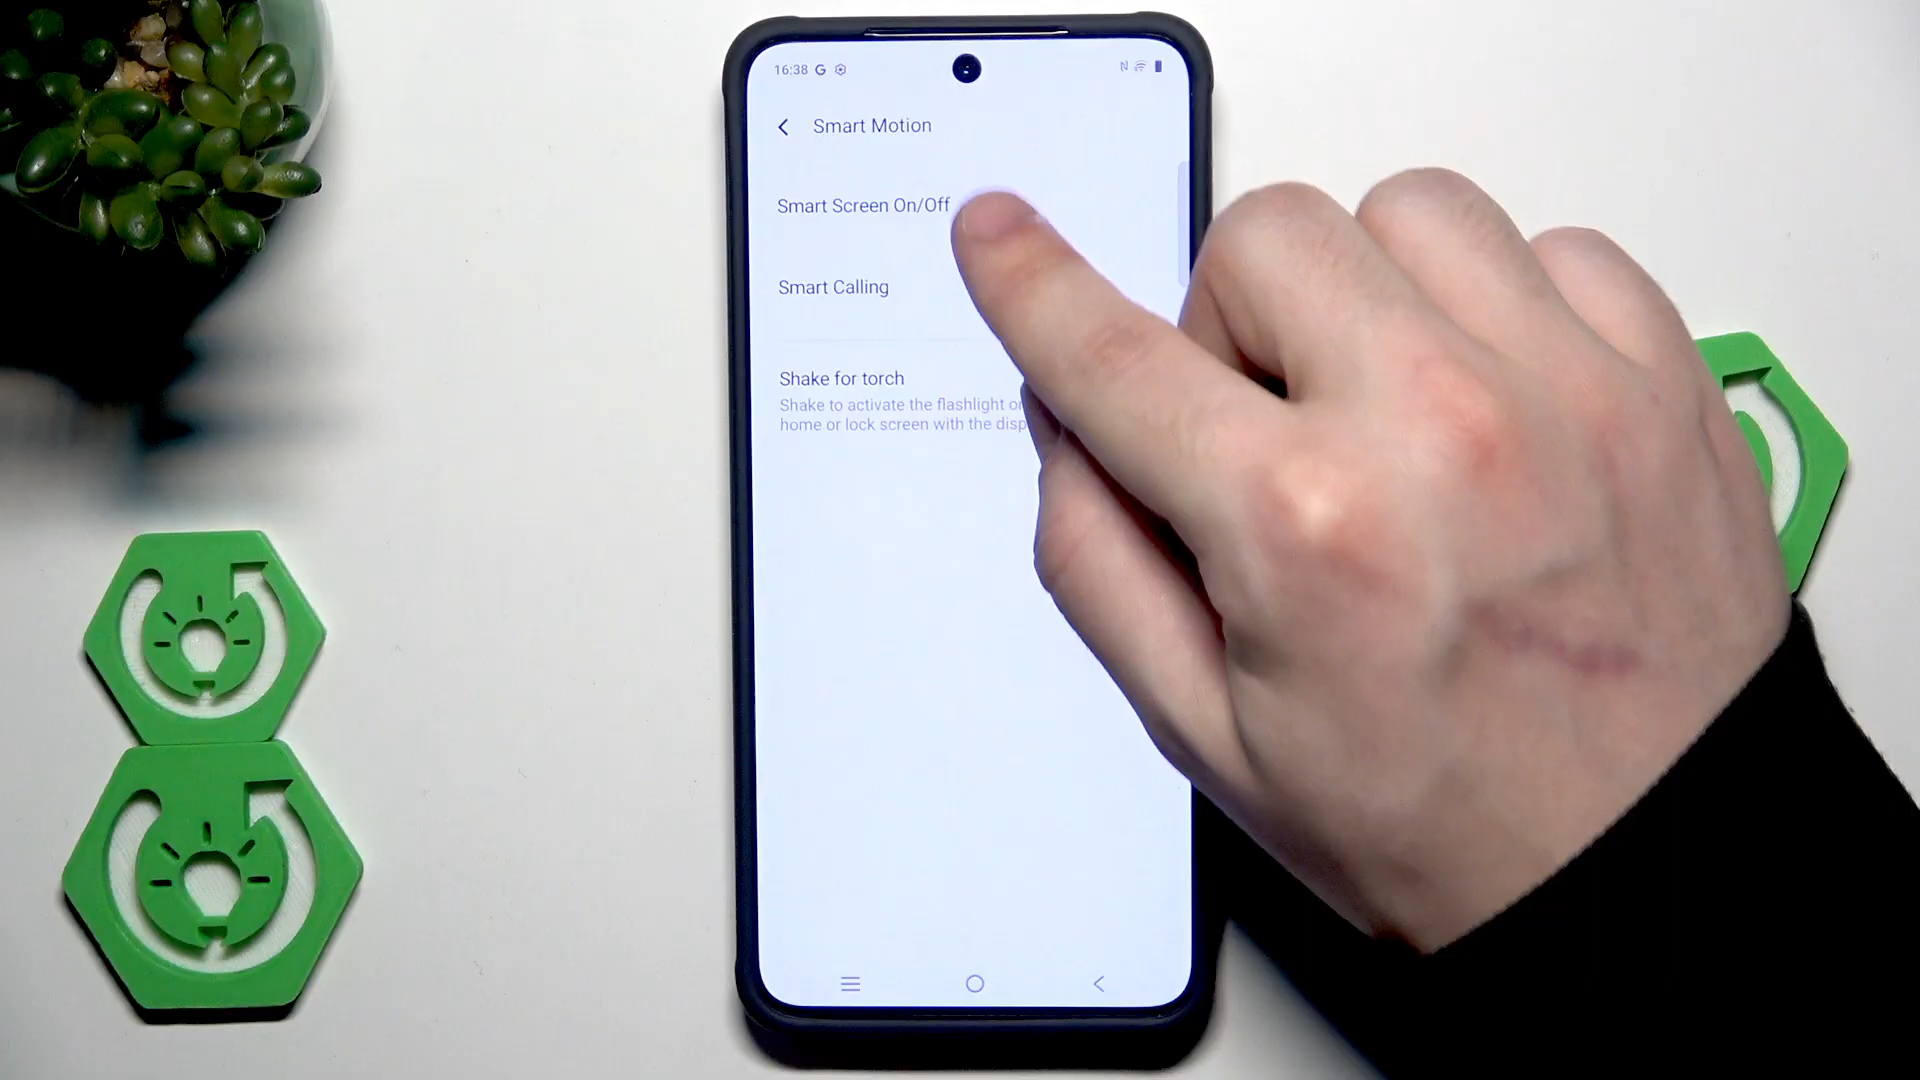 16:38 G
Smart Motion
Smart Screen On/Off
Smart Calling
Shake for torch
Shake to activate the flashlight
home or lock screen with the